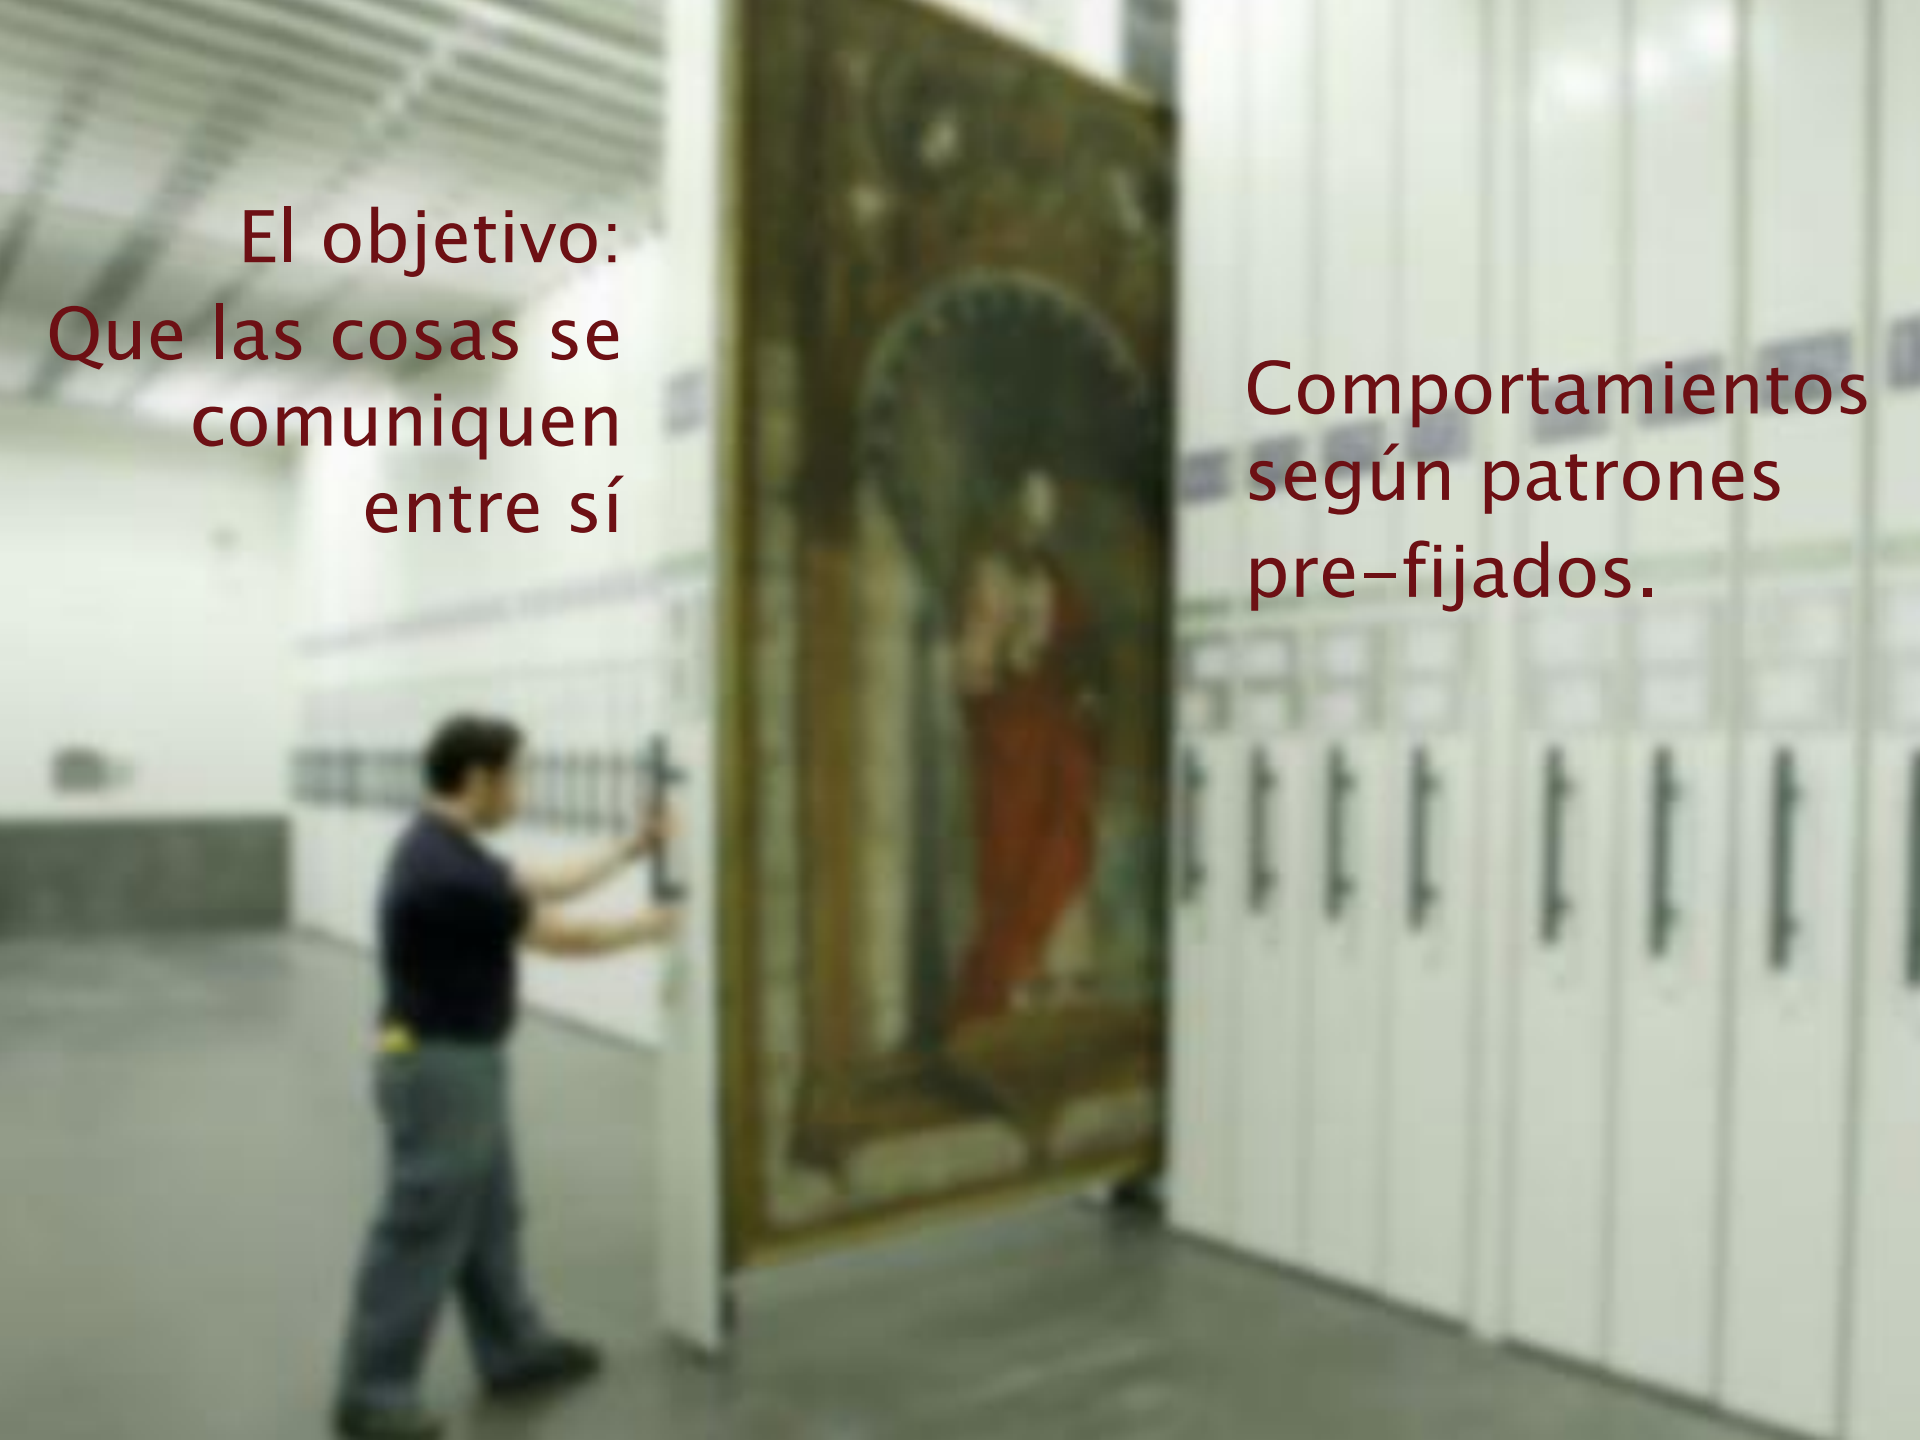 El objetivo:
Que las cosas se
comuniquen
entre sí
Comportamientos
según patrones
pre-fijados.